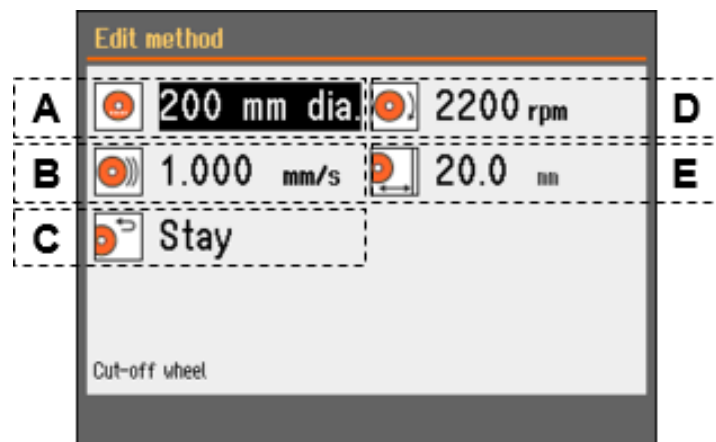 Edit method
A 200 mm dia. 2200 rpm D
B 1.000 mm/s 20.0 mm E
C Stay
Cut-off wheel